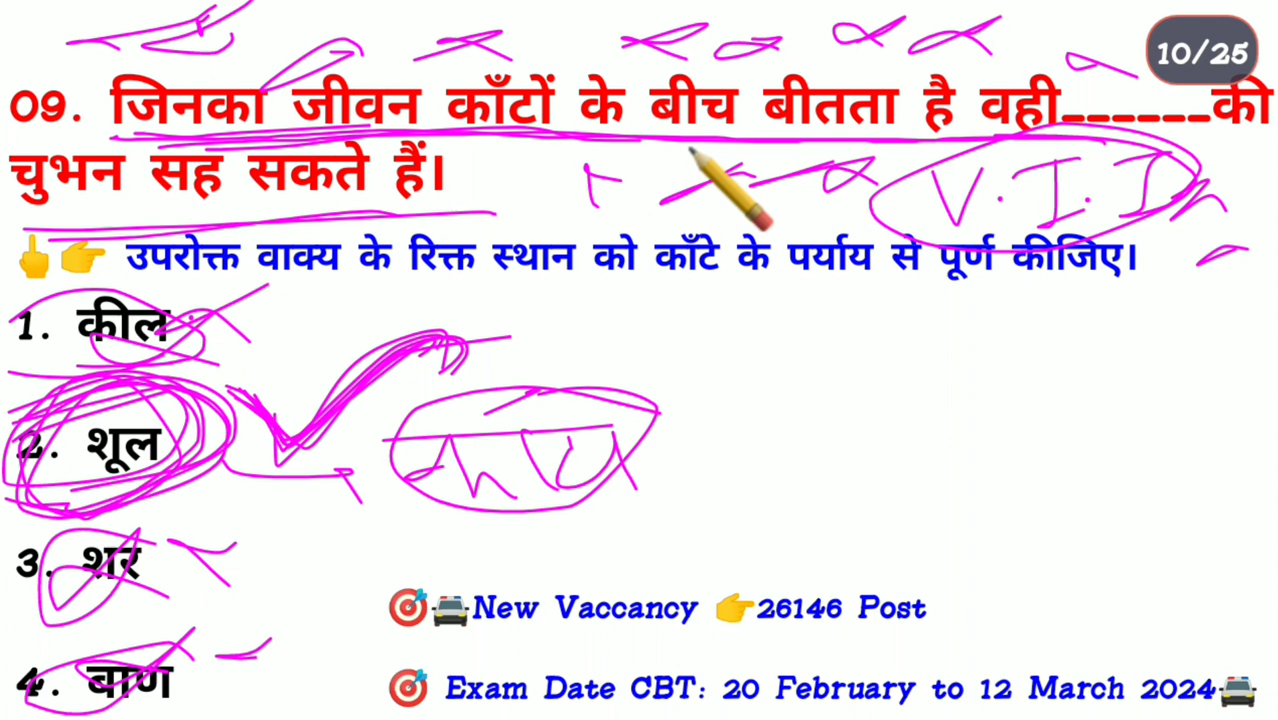 10/25
09. जिनका जीवन काँटों के बीच बीतता है वही______की
चुभन सह सकते हैं।
V.I.D
👆👉 उपरोक्त वाक्य के रिक्त स्थान को काँटे के पर्याय से पूर्ण कीजिए।
1. कील
2. शूल
3. शर
4. बाण
🎯🚔New Vaccancy 👉26146 Post
🎯 Exam Date CBT: 20 February to 12 March 2024🚔